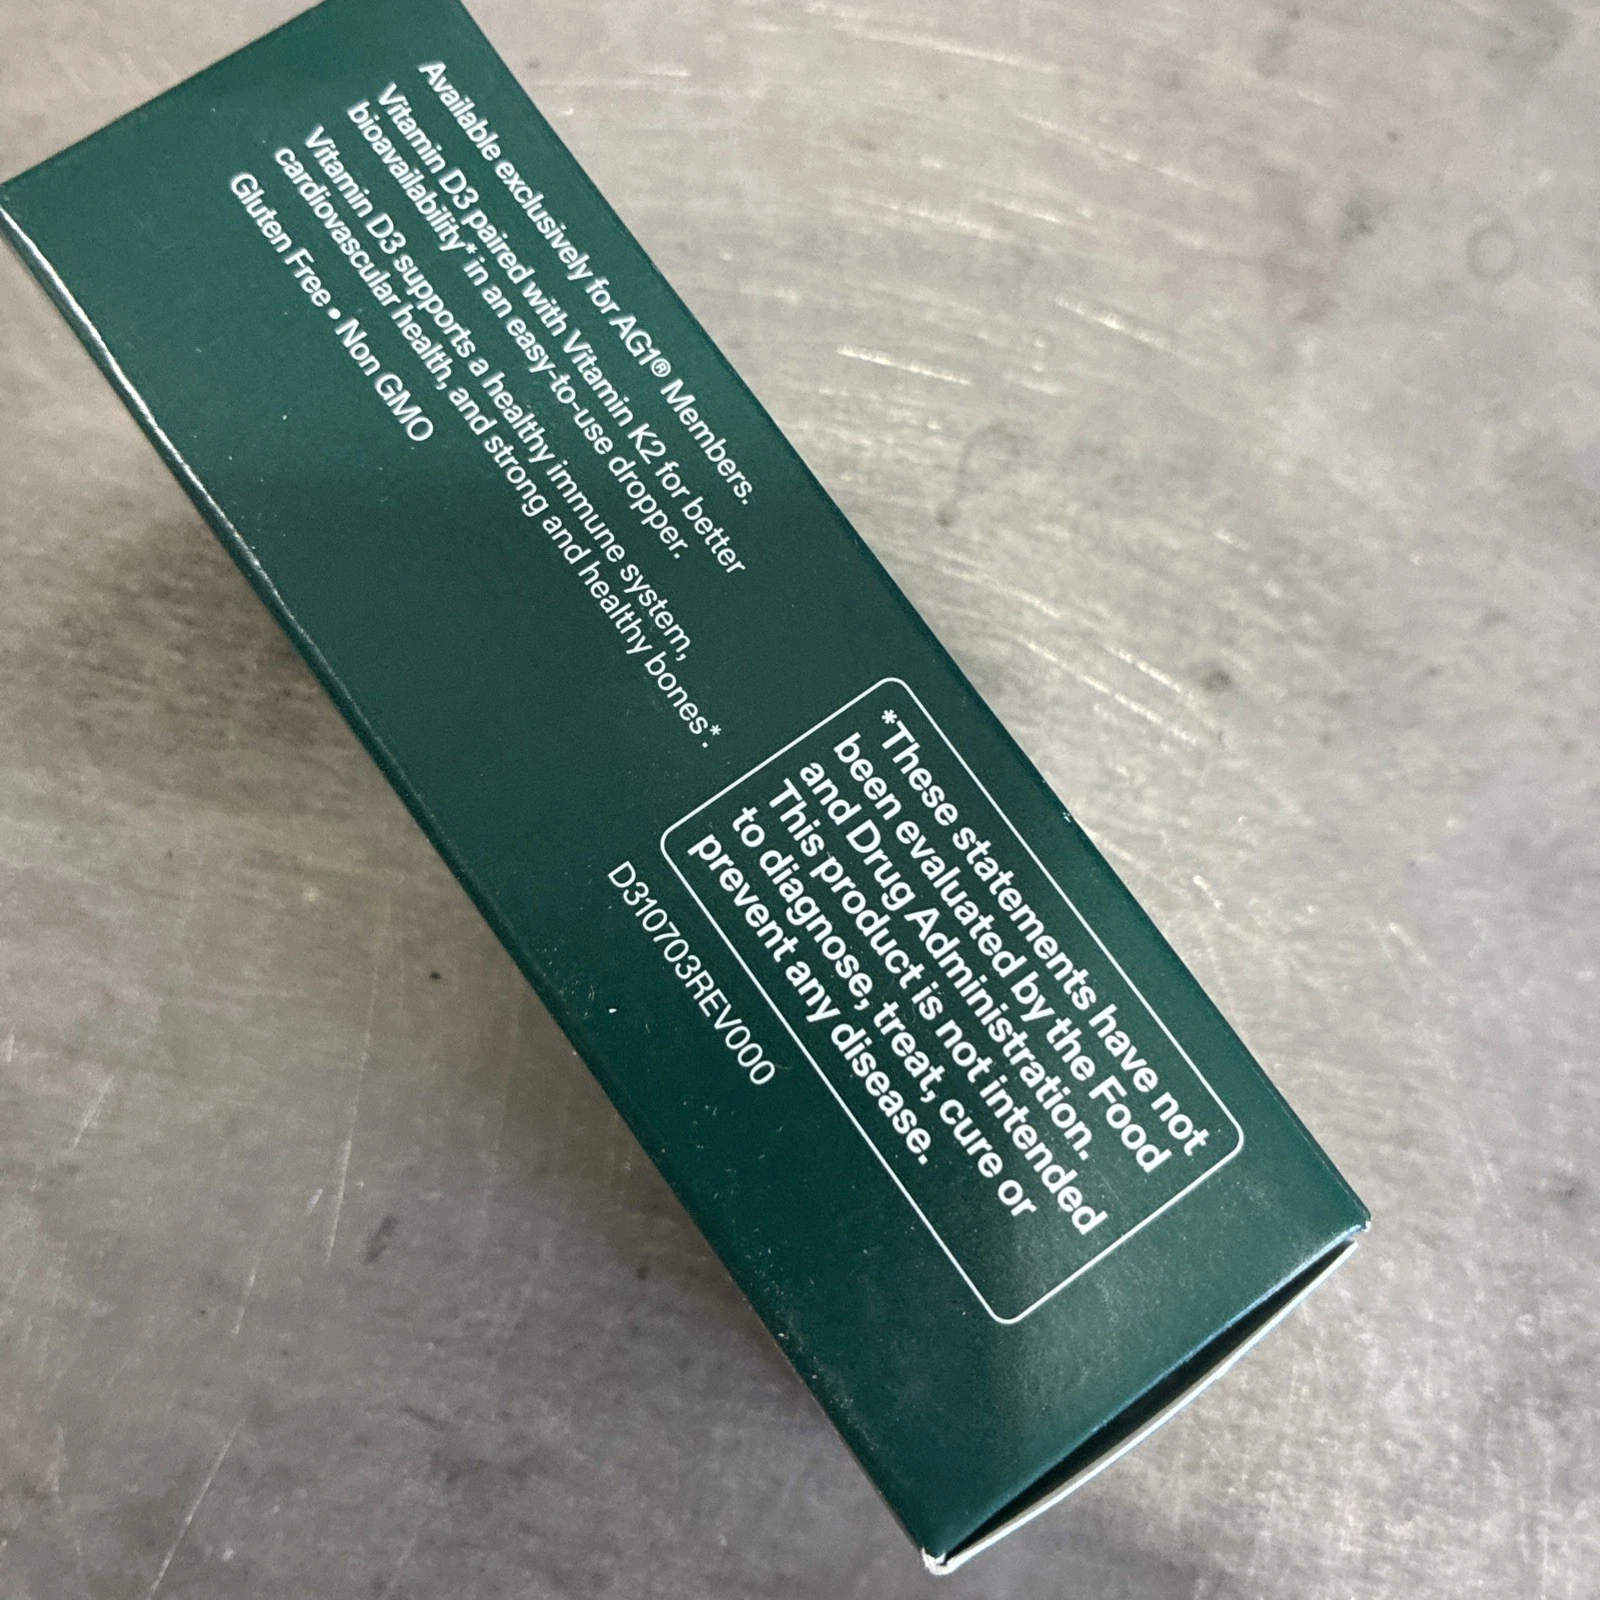 Available exclusively for AG1® Members.
Vitamin D3 paired with Vitamin K2 for better
bioavailability* in an easy-to-use dropper.
Vitamin D3 supports a healthy immune system,
cardiovascular health, and strong and healthy bones*.
Gluten Free • Non GMO
*These statements have not
been evaluated by the Food
and Drug Administration.
This product is not intended
to diagnose, treat, cure or
prevent any disease.
D310703REV000